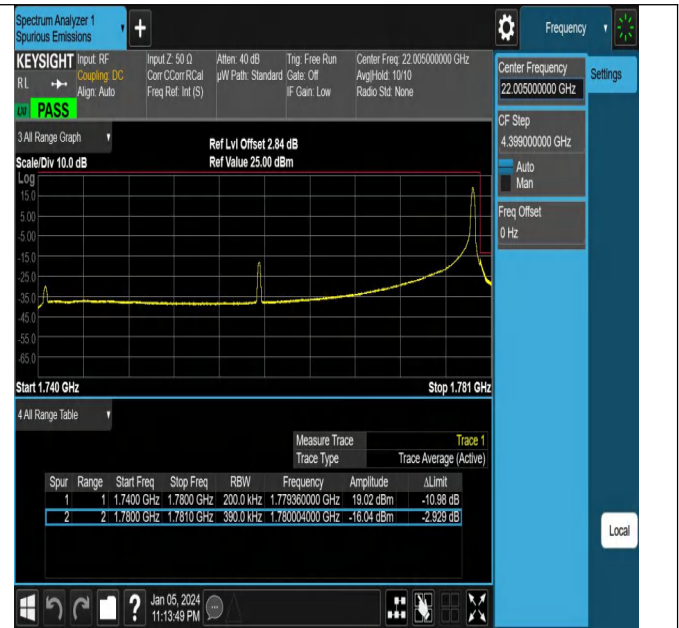 Spectrum Analyzer 1
Spurious Emissions
Frequency
KEYSIGHT Input: RF Input Z: 50 Ω Atten: 40 dB Trig: Free Run Center Freq: 22.005000000 GHz
RL Coupling: DC Corr CCorr RCal µW Path: Standard Gate: Off Avg|Hold: 10/10
Align: Auto Freq Ref: Int (S) IF Gain: Low Radio Std: None
PASS
3 All Range Graph
Ref Lvl Offset 2.84 dB
Scale/Div 10.0 dB Ref Value 25.00 dBm
Log
15.0
5.00
-5.00
-15.0
-25.0
-35.0
-45.0
-55.0
-65.0
Start 1.740 GHz Stop 1.781 GHz
4 All Range Table
Measure Trace Trace 1
Trace Type Trace Average (Active)
Spur Range Start Freq Stop Freq RBW Frequency Amplitude ΔLimit
1 1 1.7400 GHz 1.7800 GHz 200.0 kHz 1.779360000 GHz 19.02 dBm -10.98 dB
2 2 1.7800 GHz 1.7810 GHz 390.0 kHz 1.780004000 GHz -16.04 dBm -2.929 dB
Center Frequency
22.005000000 GHz
Settings
CF Step
4.399000000 GHz
Auto
Man
Freq Offset
0 Hz
Local
Jan 05, 2024
11:13:49 PM